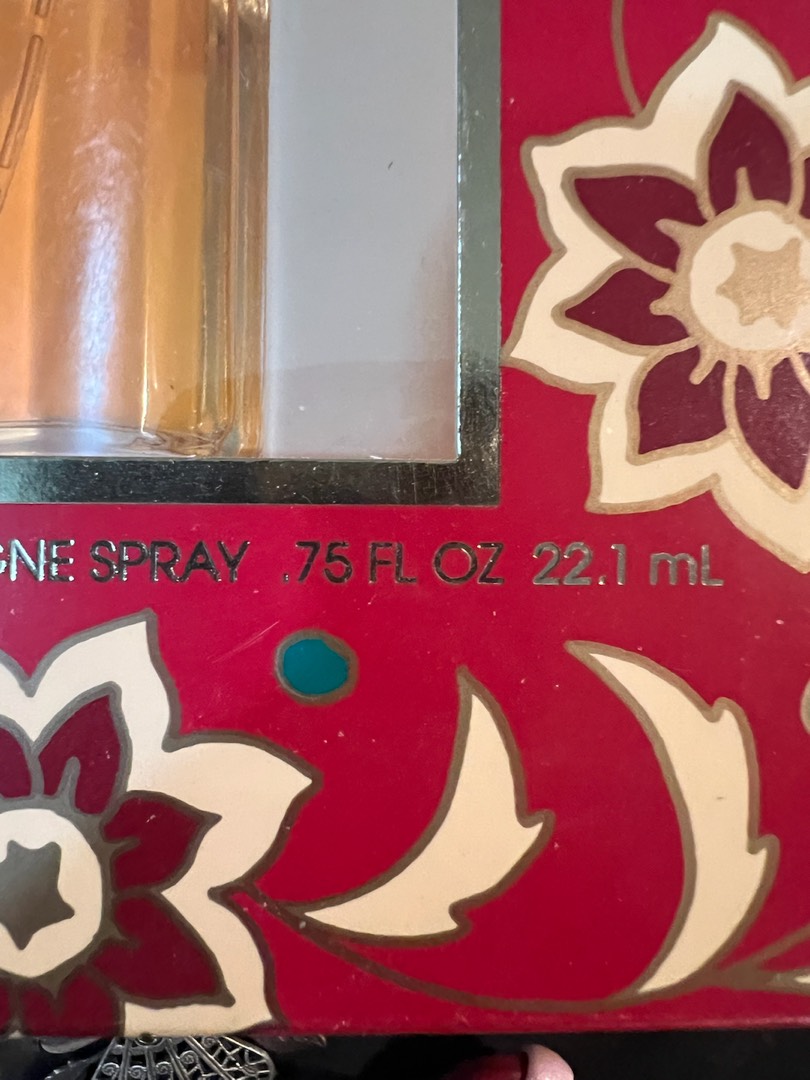 GNE SPRAY .75 FL OZ 22.1 mL